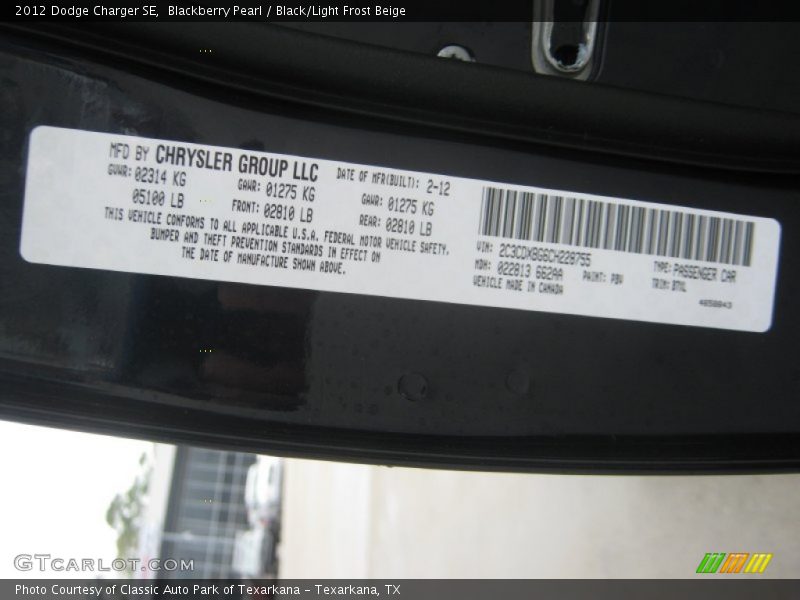 2012 Dodge Charger SE,  Blackberry Pearl / Black/Light Frost Beige
MFD BY CHRYSLER GROUP LLC
DATE OF MFR(BUILT): 2-12
GVWR: 02314 KG
GAWR: 01275 KG
GAWR: 01275 KG
05100 LB
FRONT: 02810 LB
REAR: 02810 LB
THIS VEHICLE CONFORMS TO ALL APPLICABLE U.S.A. FEDERAL MOTOR VEHICLE SAFETY,
BUMPER AND THEFT PREVENTION STANDARDS IN EFFECT ON
THE DATE OF MANUFACTURE SHOWN ABOVE.
VIN: 2C3CDXBG6CH229755
TYPE: PASSENGER CAR
MDH: 022813 662AA
PAINT: PBV
TRIM:
VEHICLE MADE IN CANADA
GTCARLOT.COM
Photo Courtesy of Classic Auto Park of Texarkana – Texarkana, TX